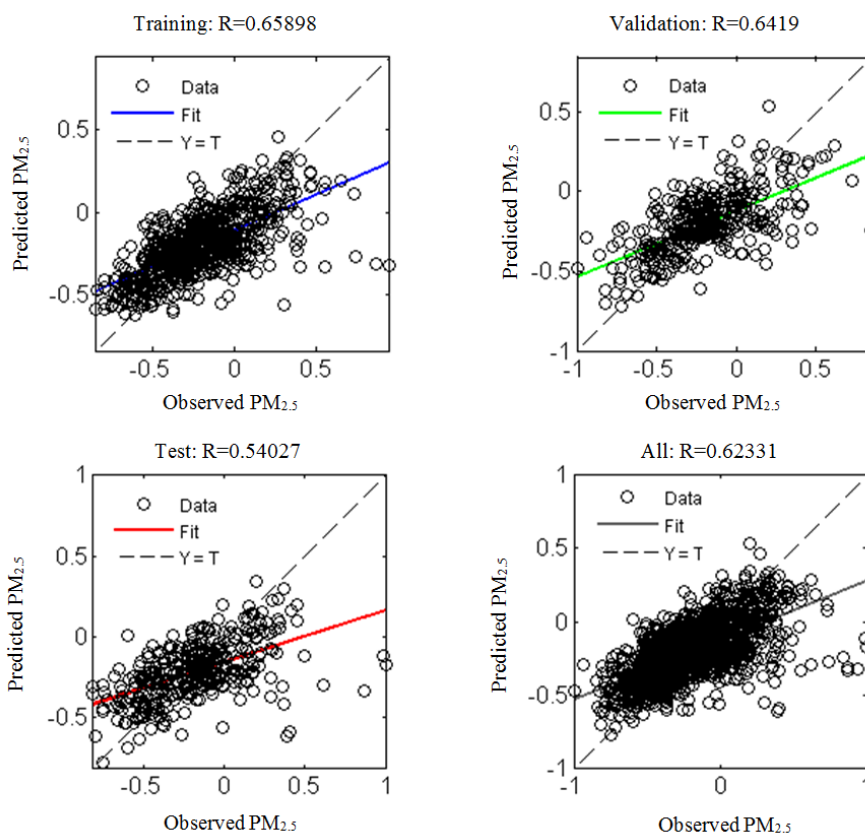 Training: R=0.65898
Data
Fit
Y = T
0.5
0
-0.5
-0.5
0
0.5
Predicted PM2.5
Observed PM2.5
Validation: R=0.6419
Data
Fit
Y = T
0.5
0
-0.5
-1
-1
-0.5
0
0.5
Predicted PM2.5
Observed PM2.5
Test: R=0.54027
Data
Fit
Y = T
1
0.5
-0
-0.5
-0.5
0
0.5
1
Predicted PM2.5
Observed PM2.5
All: R=0.62331
Data
Fit
Y = T
1
0.5
-0
-0.5
-1
-1
0
1
Predicted PM2.5
Observed PM2.5